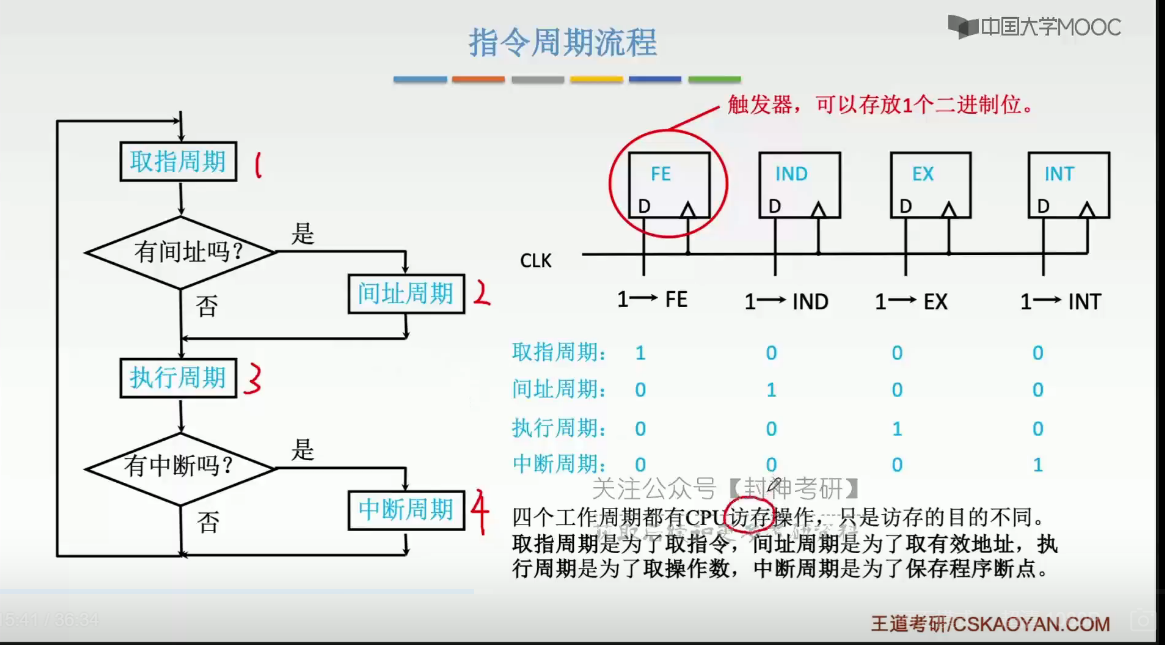 中国大学MOOC
指令周期流程
触发器，可以存放1个二进制位。
取指周期 1
有间址吗？
是
否
间址周期 2
执行周期 3
有中断吗？
是
否
中断周期 4
FE IND EX INT
D D D D
CLK
1→ FE 1→ IND 1→ EX 1→ INT
取指周期： 1 0 0 0
间址周期： 0 1 0 0
执行周期： 0 0 1 0
中断周期： 0 0 0 1
关注公众号【封神考研】
四个工作周期都有CPU访存操作，只是访存的目的不同。
取指周期是为了取指令，间址周期是为了取有效地址，执
行周期是为了取操作数，中断周期是为了保存程序断点。
15:41 / 36:34
王道考研/CSKAOYAN.COM